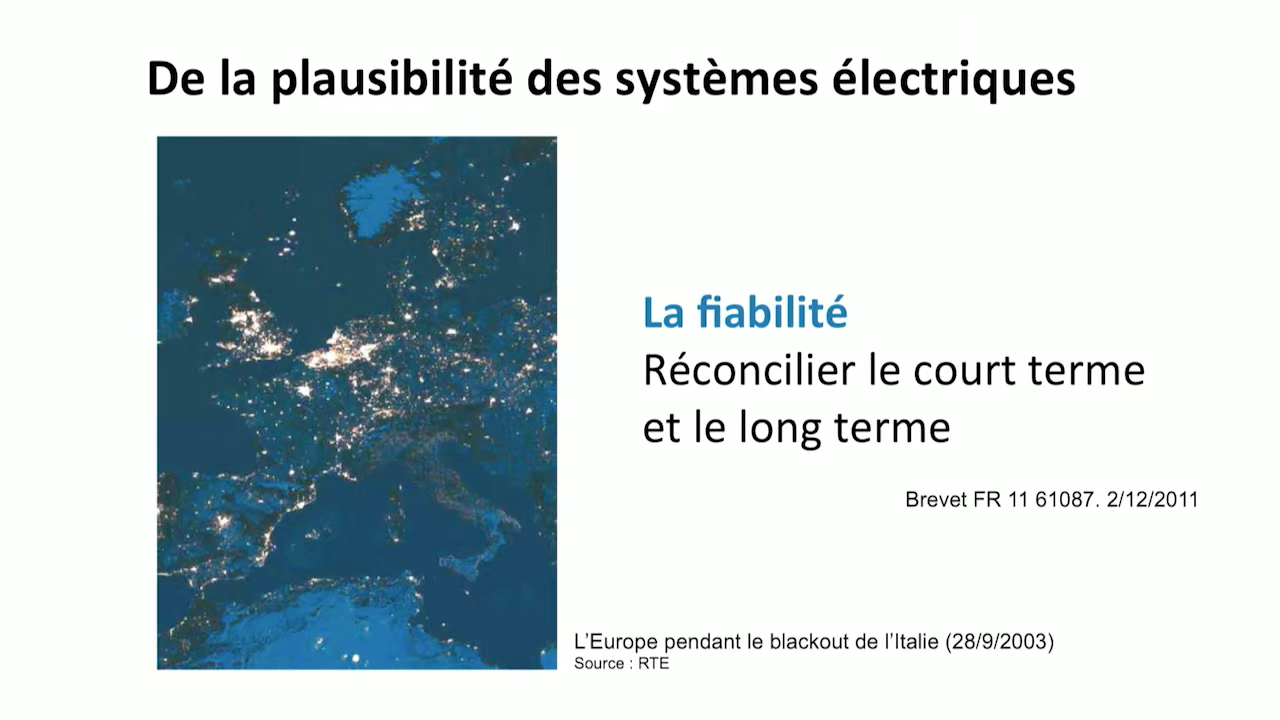 De la plausibilité des systèmes électriques
La fiabilité
Réconcilier le court terme
et le long terme
Brevet FR 11 61087. 2/12/2011
L’Europe pendant le blackout de l’Italie (28/9/2003)
Source : RTE